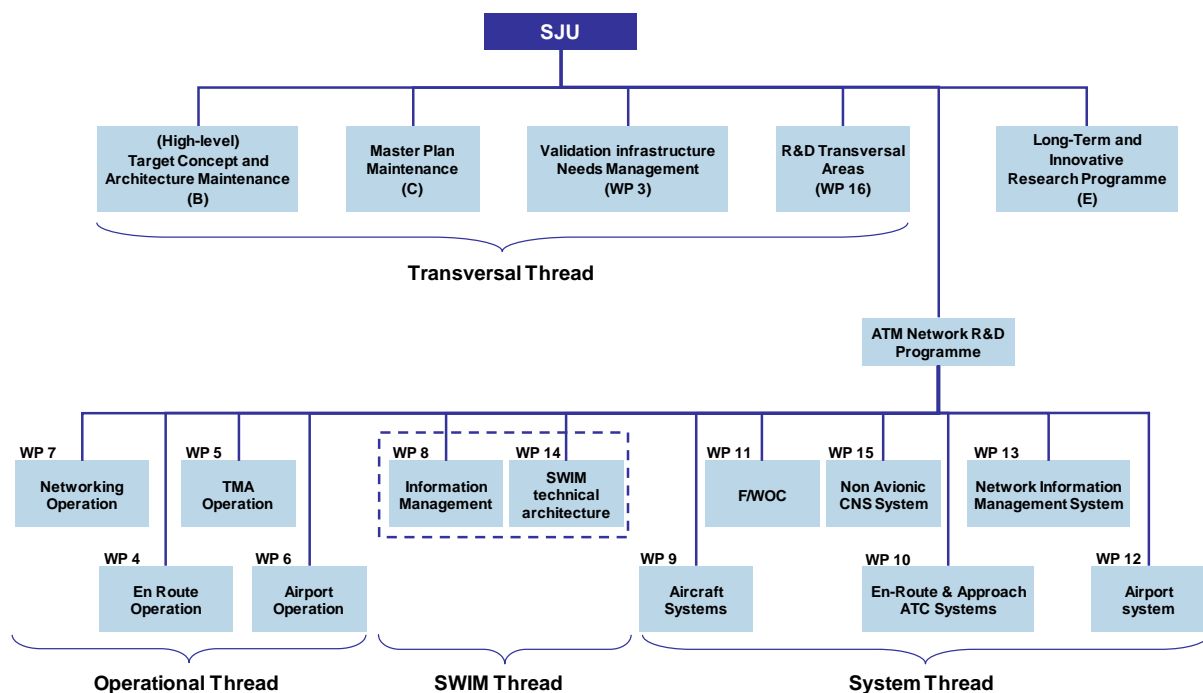 SJU
(High-level)
Target Concept and
Architecture Maintenance
(B)
Master Plan
Maintenance
(C)
Validation infrastructure
Needs Management
(WP 3)
R&D Transversal
Areas
(WP 16)
Long-Term and
Innovative
Research Programme
(E)
Transversal Thread
ATM Network R&D
Programme
WP 7
Networking
Operation
WP 5
TMA
Operation
WP 8
Information
Management
WP 14
SWIM
technical
architecture
WP 11
F/WOC
WP 15
Non Avionic
CNS System
WP 13
Network Information
Management System
WP 4
En Route
Operation
WP 6
Airport
Operation
WP 9
Aircraft
Systems
WP 10
En-Route & Approach
ATC Systems
WP 12
Airport
system
Operational Thread
SWIM Thread
System Thread